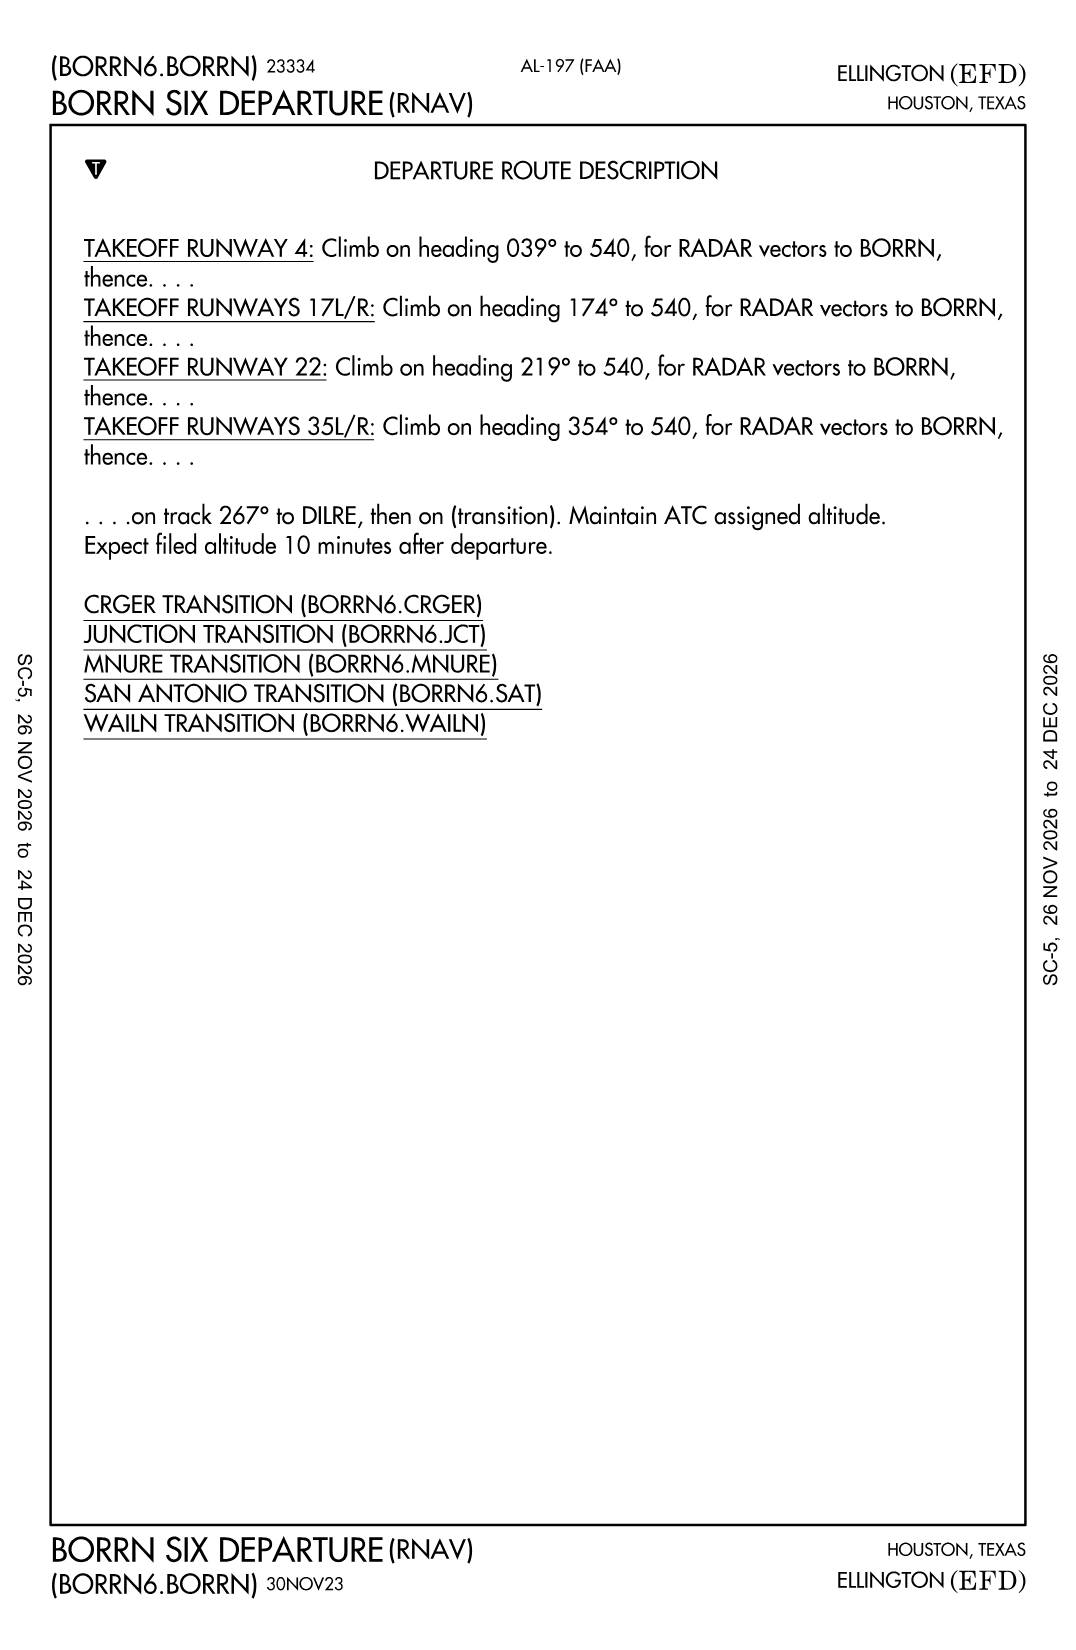 (BORRN6.BORRN) 23334
AL-197 (FAA)
ELLINGTON (EFD)
BORRN SIX DEPARTURE (RNAV)
HOUSTON, TEXAS
T
DEPARTURE ROUTE DESCRIPTION
TAKEOFF RUNWAY 4: Climb on heading 039° to 540, for RADAR vectors to BORRN,
thence. . . .
TAKEOFF RUNWAYS 17L/R: Climb on heading 174° to 540, for RADAR vectors to BORRN,
thence. . . .
TAKEOFF RUNWAY 22: Climb on heading 219° to 540, for RADAR vectors to BORRN,
thence. . . .
TAKEOFF RUNWAYS 35L/R: Climb on heading 354° to 540, for RADAR vectors to BORRN,
thence. . . .
. . . .on track 267° to DILRE, then on (transition). Maintain ATC assigned altitude.
Expect filed altitude 10 minutes after departure.
CRGER TRANSITION (BORRN6.CRGER)
JUNCTION TRANSITION (BORRN6.JCT)
MNURE TRANSITION (BORRN6.MNURE)
SAN ANTONIO TRANSITION (BORRN6.SAT)
WAILN TRANSITION (BORRN6.WAILN)
SC-5, 26 NOV 2026 to 24 DEC 2026
SC-5, 26 NOV 2026 to 24 DEC 2026
BORRN SIX DEPARTURE (RNAV)
HOUSTON, TEXAS
(BORRN6.BORRN) 30NOV23
ELLINGTON (EFD)